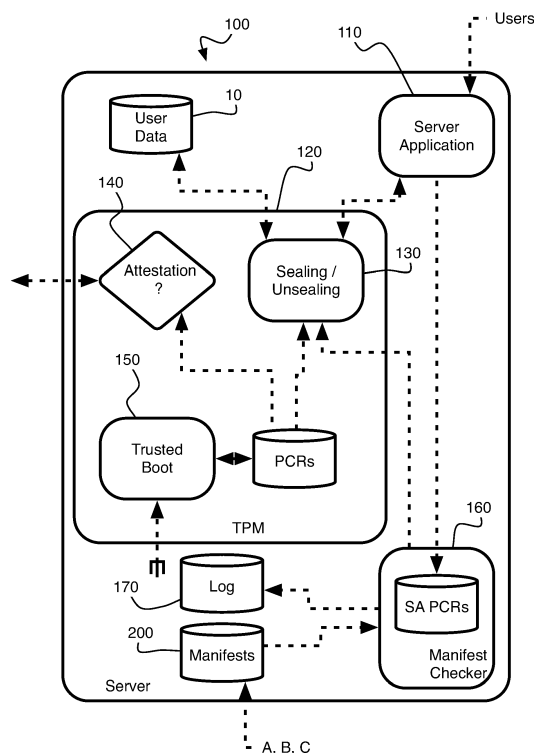 Users
100
110
10
User
Data
Server
Application
120
140
Attestation
?
Sealing /
Unsealing
130
150
Trusted
Boot
PCRs
TPM
160
170
Log
SA PCRs
200
Manifests
Manifest
Checker
Server
A. B. C